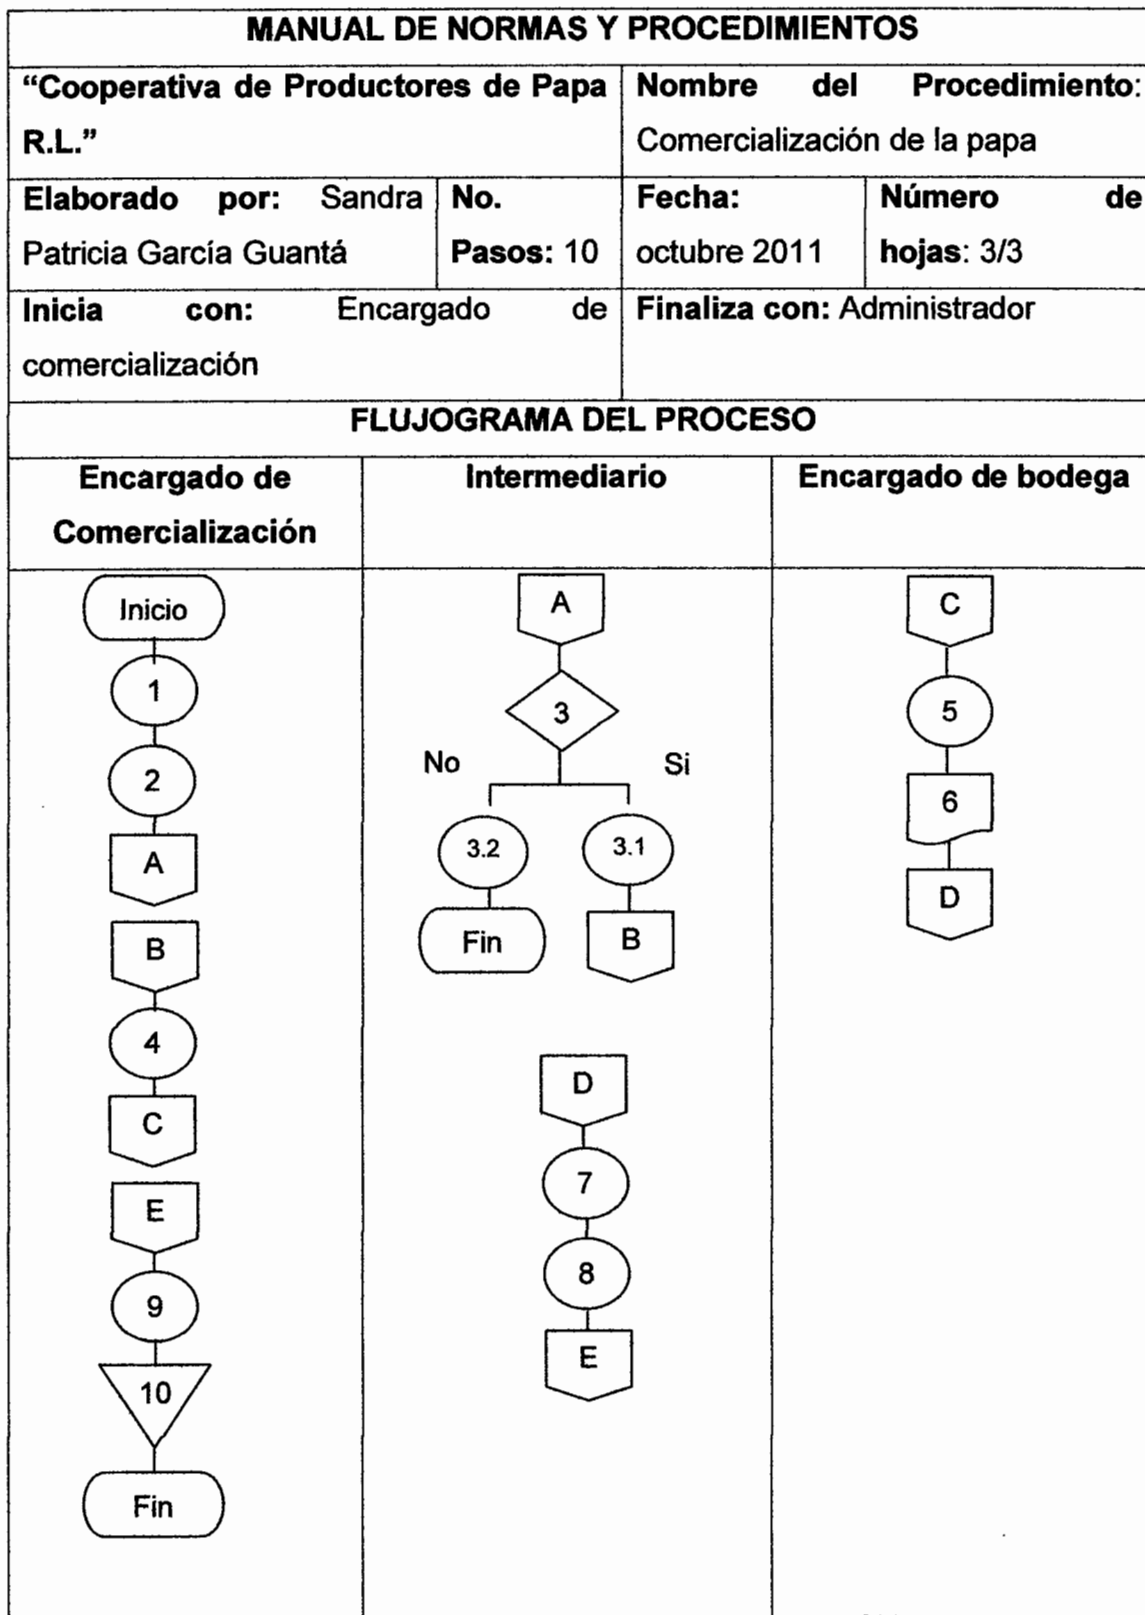 MANUAL DE NORMAS Y PROCEDIMIENTOS
“Cooperativa de Productores de Papa
R.L.”
Nombre del Procedimiento:
Comercialización de la papa
Elaborado por: Sandra
Patricia García Guantá
No.
Pasos: 10
Fecha:
octubre 2011
Número de
hojas: 3/3
Inicia con: Encargado de
comercialización
Finaliza con: Administrador
FLUJOGRAMA DEL PROCESO
Encargado de
Comercialización
Intermediario
Encargado de bodega
Inicio
1
2
A
B
4
C
E
9
10
Fin
A
3
No
Si
3.2
3.1
Fin
B
D
7
8
E
C
5
6
D